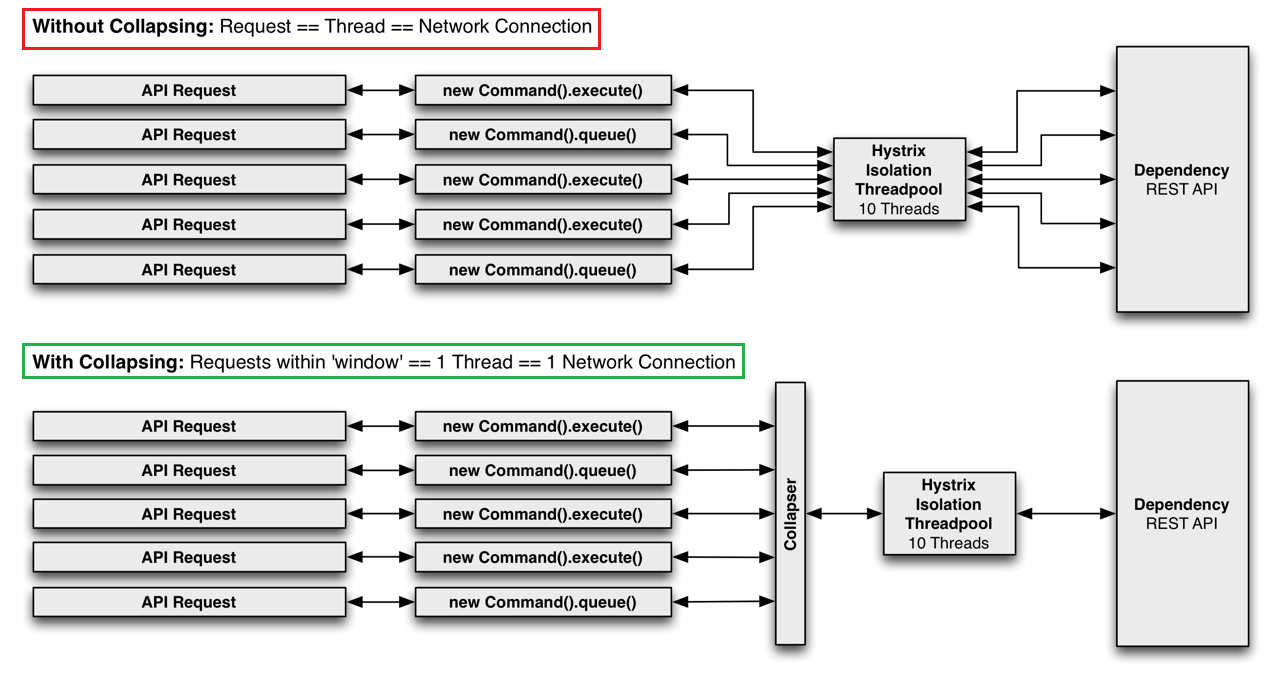 Without Collapsing: Request == Thread == Network Connection
API Request
new Command().execute()
API Request
new Command().queue()
API Request
new Command().execute()
API Request
new Command().execute()
API Request
new Command().queue()
Hystrix
Isolation
Threadpool
10 Threads
Dependency
REST API
With Collapsing: Requests within 'window' == 1 Thread == 1 Network Connection
API Request
new Command().execute()
API Request
new Command().queue()
API Request
new Command().execute()
API Request
new Command().execute()
API Request
new Command().queue()
Collapser
Hystrix
Isolation
Threadpool
10 Threads
Dependency
REST API